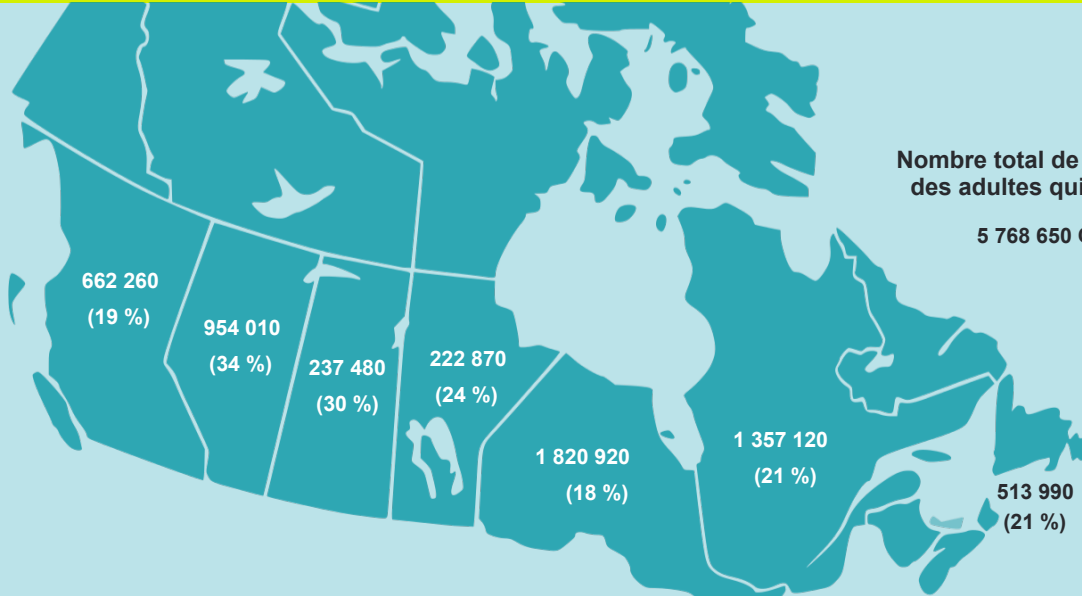 Nombre total de
des adultes qui
5 768 650
662 260
(19 %)
954 010
(34 %)
237 480
(30 %)
222 870
(24 %)
1 820 920
(18 %)
1 357 120
(21 %)
513 990
(21 %)